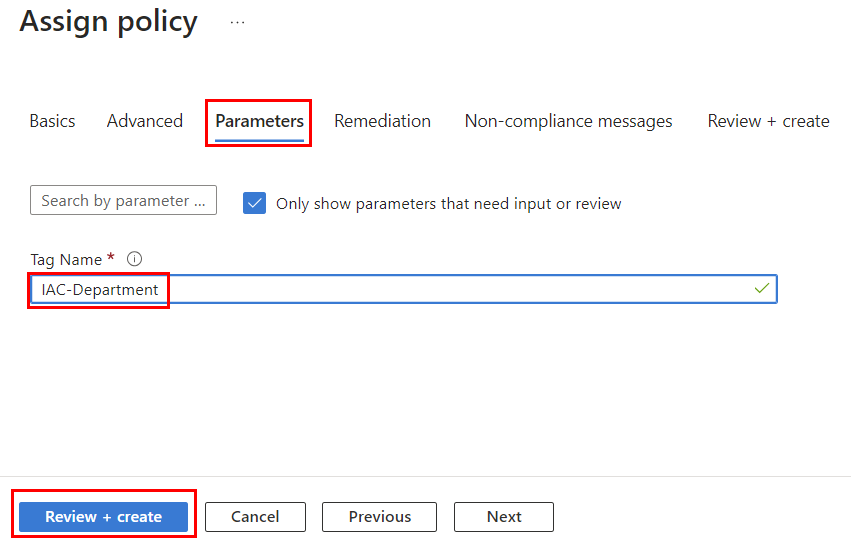 Assign policy ...
Basics Advanced Parameters Remediation Non-compliance messages Review + create
Search by parameter ... Only show parameters that need input or review
Tag Name *
IAC-Department
Review + create Cancel Previous Next